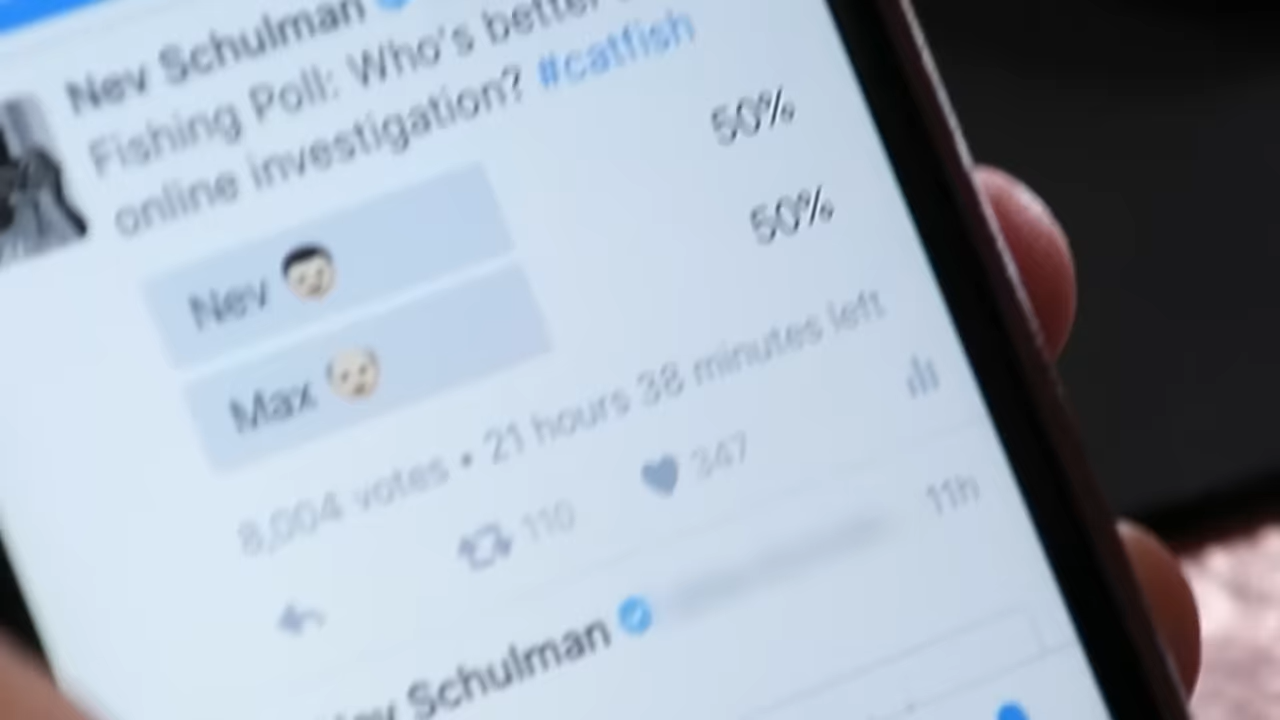 Nev Schulman
Fishing Poll: Who's better
online investigation? #catfish
Nev 50%
Max 50%
8,004 votes • 21 hours 38 minutes left
110 347
11h
Nev Schulman